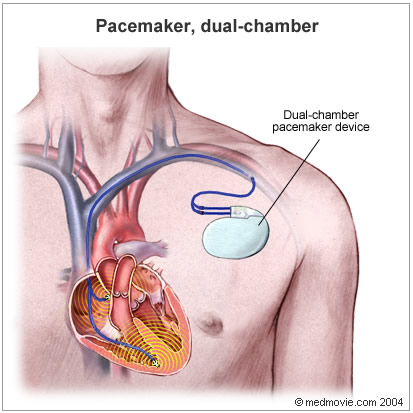 Pacemaker, dual-chamber
Dual-chamber
pacemaker device
© medmovie.com 2004